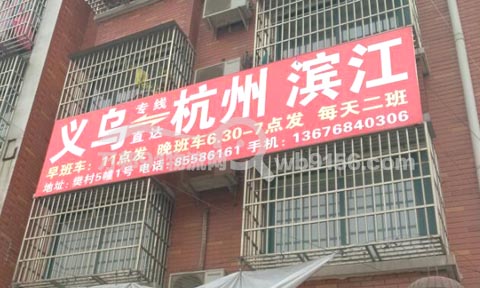 义乌 专线直达 杭州 滨江
早班车：11点发 晚班车6.30-7点发 每天二班
地址：樊村5幢1号 电话：85586161 手机：13676840306
wb9156.com